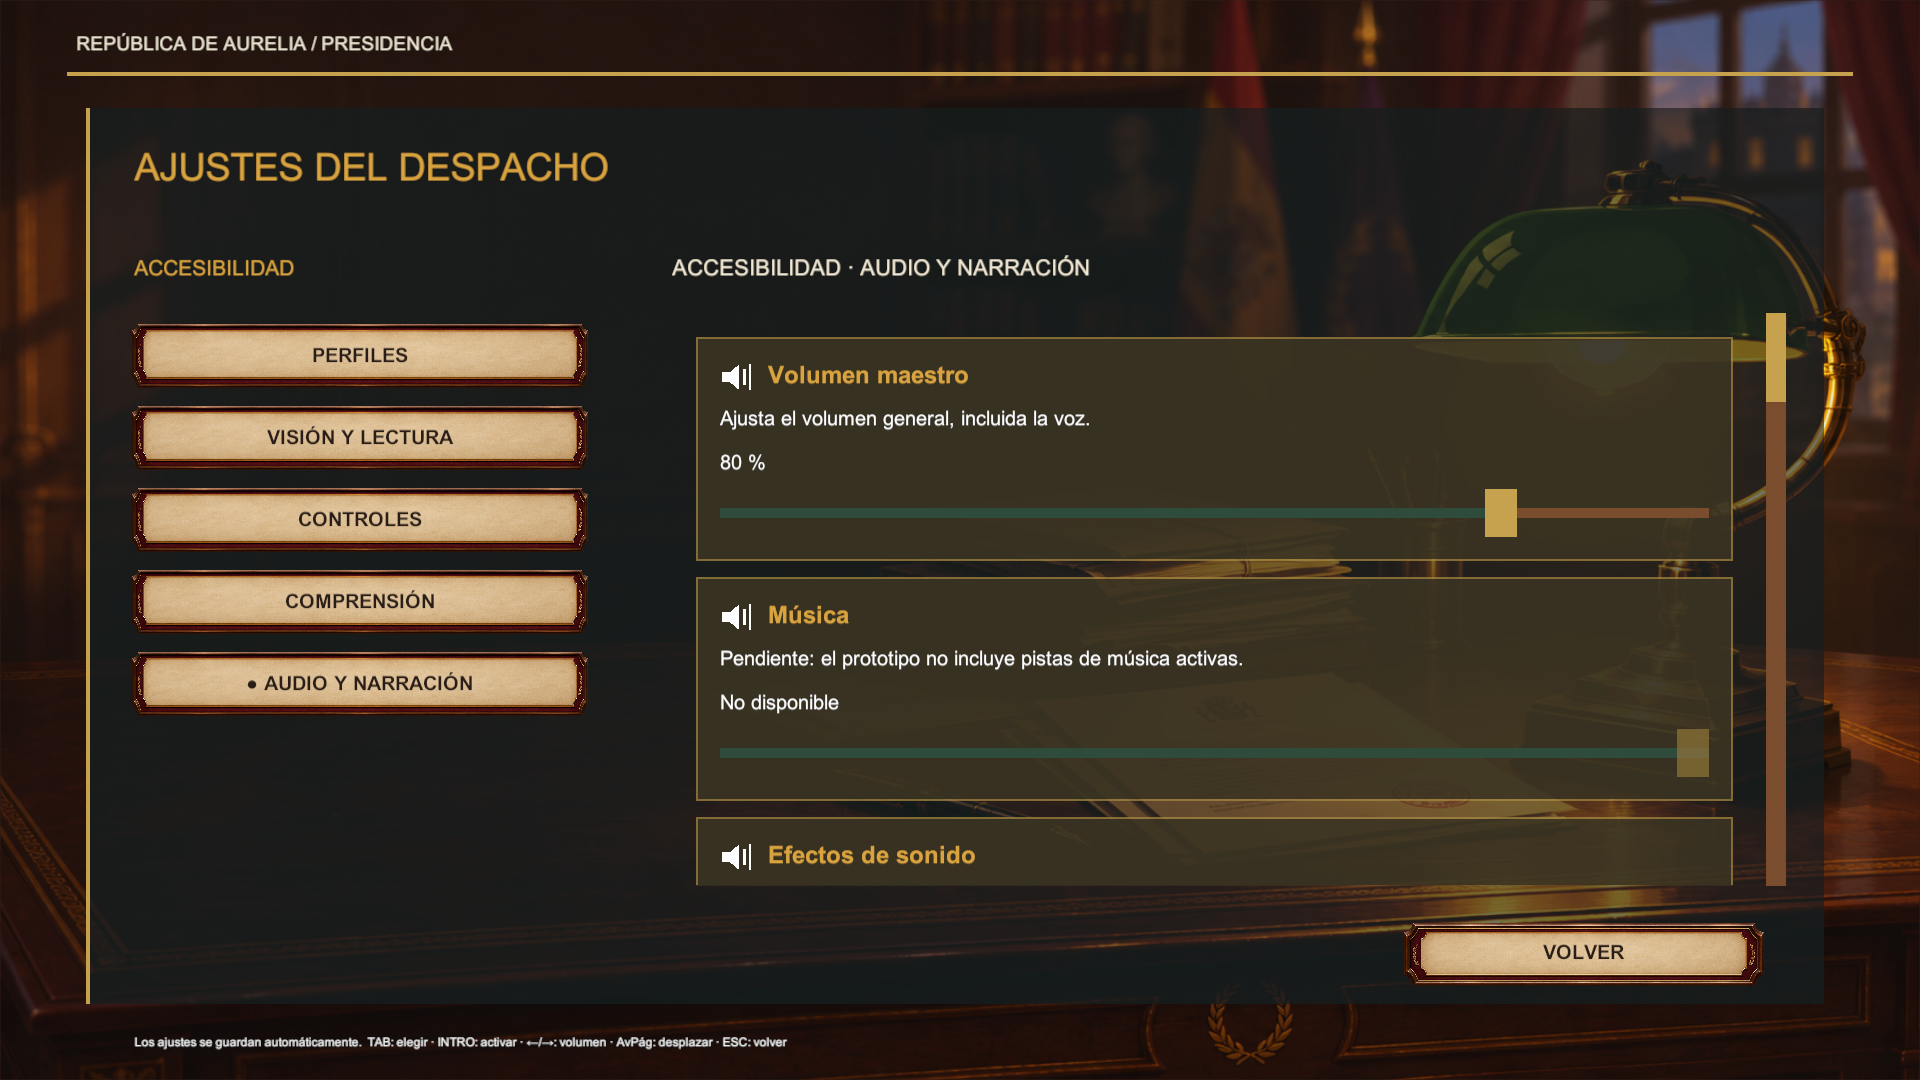 REPÚBLICA DE AURELIA / PRESIDENCIA
AJUSTES DEL DESPACHO
ACCESIBILIDAD
PERFILES
VISIÓN Y LECTURA
CONTROLES
COMPRENSIÓN
● AUDIO Y NARRACIÓN
ACCESIBILIDAD · AUDIO Y NARRACIÓN
Volumen maestro
Ajusta el volumen general, incluida la voz.
80 %
Música
Pendiente: el prototipo no incluye pistas de música activas.
No disponible
Efectos de sonido
VOLVER
Los ajustes se guardan automáticamente. TAB: elegir · INTRO: activar · ←/→: volumen · AvPág: desplazar · ESC: volver